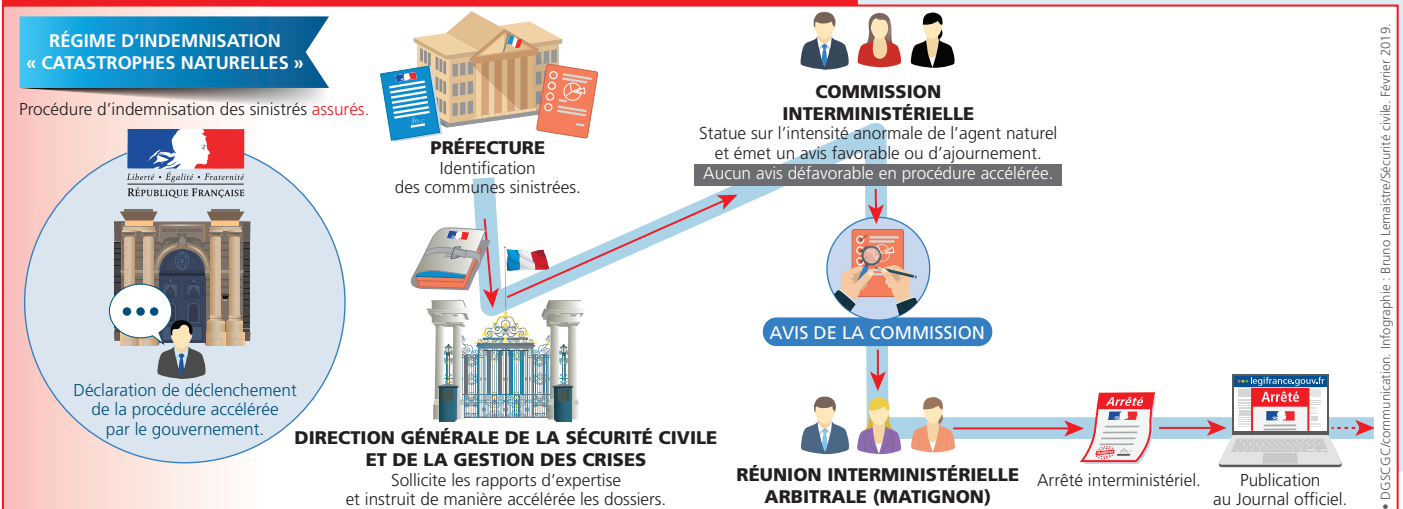 RÉGIME D'INDEMNISATION
« CATASTROPHES NATURELLES »
Procédure d'indemnisation des sinistrés assurés.
Liberté • Égalité • Fraternité
RÉPUBLIQUE FRANÇAISE
HÔTEL MATIGNON
Déclaration de déclenchement
de la procédure accélérée
par le gouvernement.
PRÉFECTURE
Identification
des communes sinistrées.
DIRECTION GÉNÉRALE DE LA SÉCURITÉ CIVILE
ET DE LA GESTION DES CRISES
Sollicite les rapports d'expertise
et instruit de manière accélérée les dossiers.
COMMISSION
INTERMINISTÉRIELLE
Statue sur l'intensité anormale de l'agent naturel
et émet un avis favorable ou d'ajournement.
Aucun avis défavorable en procédure accélérée.
AVIS DE LA COMMISSION
RÉUNION INTERMINISTÉRIELLE
ARBITRALE (MATIGNON)
Arrêté
Arrêté interministériel.
legifrance.gouv.fr
Arrêté
Publication
au Journal officiel.
• DGSCGC/communication. Infographie : Bruno Lemaistre/Sécurité civile. Février 2019.